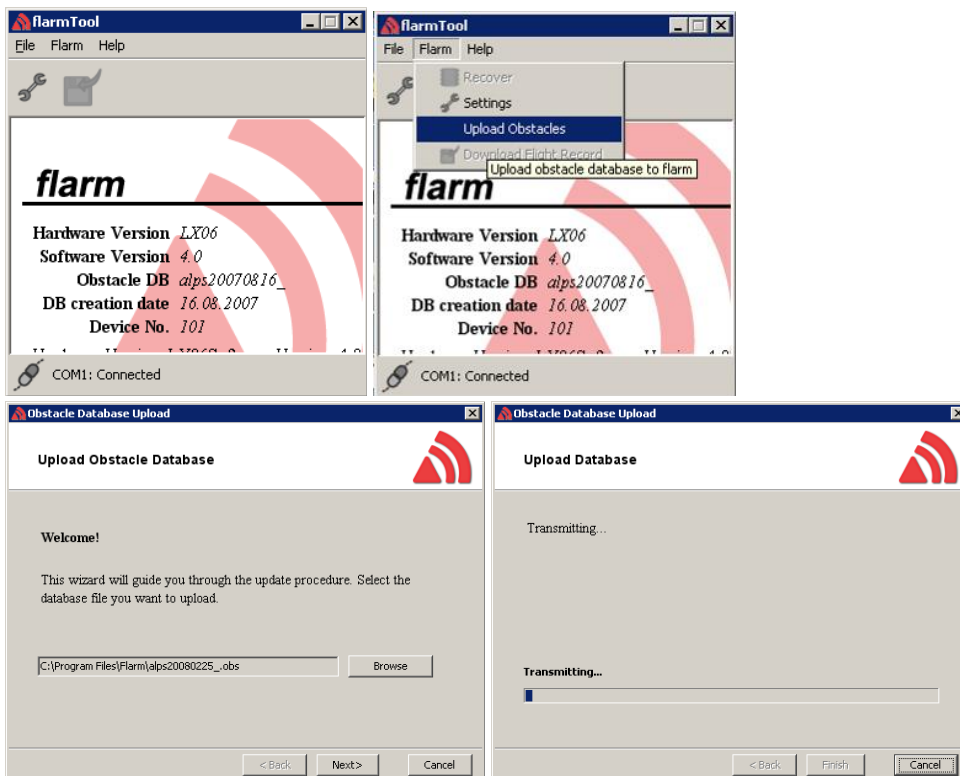 flarmTool
File Flarm Help
flarm
Hardware Version LX06
Software Version 4.0
Obstacle DB alps20070816_
DB creation date 16.08.2007
Device No. 101
COM1: Connected
flarmTool
File Flarm Help
Recover
Settings
Upload Obstacles
Download Flight Record
Upload obstacle database to flarm
flarm
Hardware Version LX06
Software Version 4.0
Obstacle DB alps20070816_
DB creation date 16.08.2007
Device No. 101
COM1: Connected
Obstacle Database Upload
Upload Obstacle Database
Welcome!
This wizard will guide you through the update procedure. Select the
database file you want to upload.
C:\Program Files\Flarm\alps20080225_.obs
Browse
< Back Next> Cancel
Obstacle Database Upload
Upload Database
Transmitting...
Transmitting...
< Back Finish Cancel